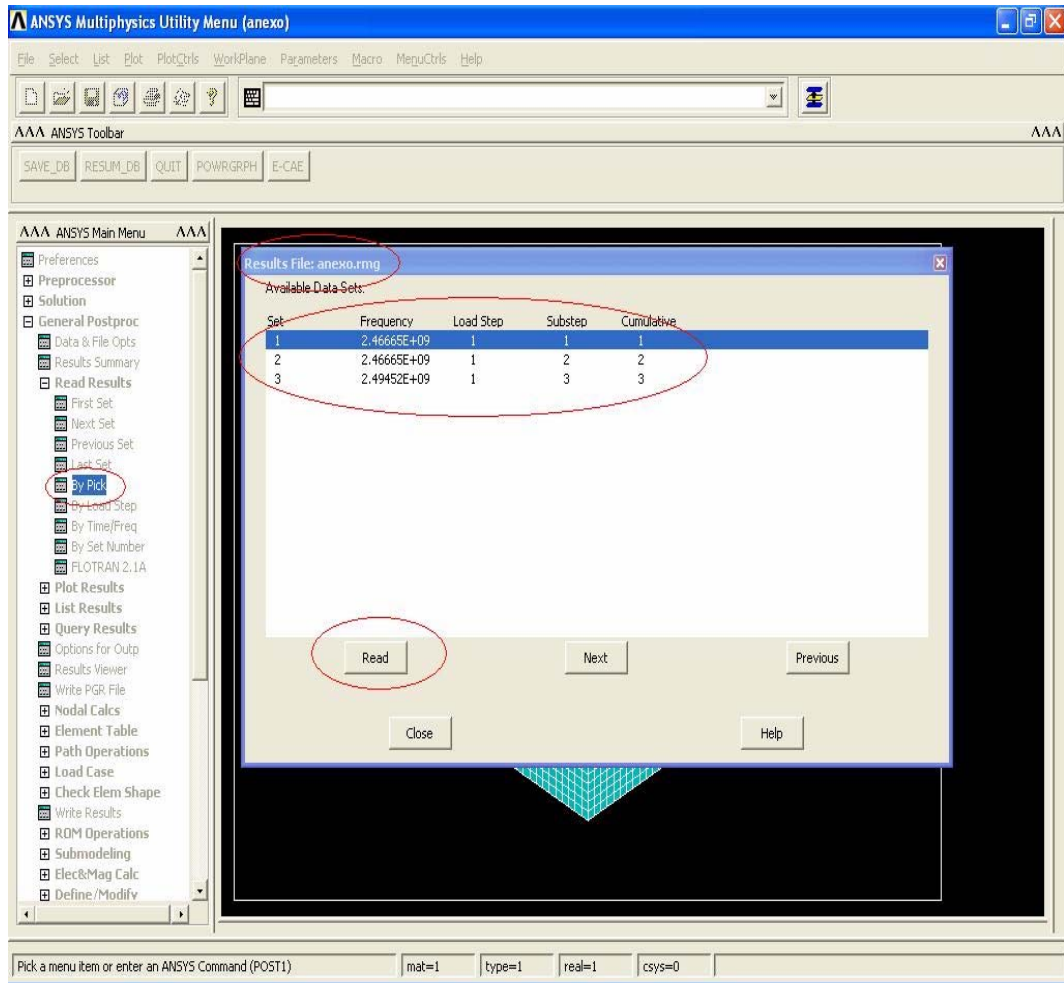 ANSYS Multiphysics Utility Menu (anexo)
File Select List Plot PlotCtrls WorkPlane Parameters Macro MenuCtrls Help
ANSYS Toolbar
SAVE_DB RESUM_DB QUIT POWRGRPH E-CAE
ANSYS Main Menu
Preferences
Preprocessor
Solution
General Postproc
Data & File Opts
Results Summary
Read Results
First Set
Next Set
Previous Set
Last Set
By Pick
By Load Step
By Time/Freq
By Set Number
FLOTRAN 2.1A
Plot Results
List Results
Query Results
Options for Outp
Results Viewer
Write PGR File
Nodal Calcs
Element Table
Path Operations
Load Case
Check Elem Shape
Write Results
ROM Operations
Submodeling
Elec&Mag Calc
Define/Modify
Results File: anexo.rmg
Available Data Sets:
Set Frequency Load Step Substep Cumulative
1 2.46665E+09 1 1 1
2 2.46665E+09 1 2 2
3 2.49452E+09 1 3 3
Read Next Previous
Close Help
Pick a menu item or enter an ANSYS Command (POST1) mat=1 type=1 real=1 csys=0